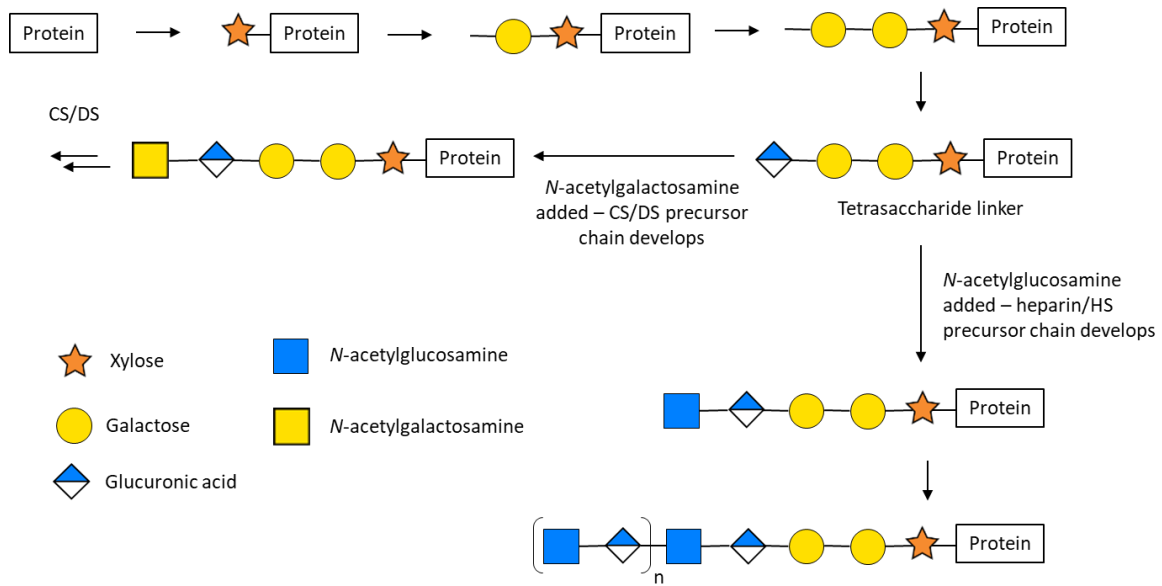 Protein
Protein
Protein
Protein
CS/DS
Protein
Protein
N-acetylgalactosamine
added – CS/DS precursor
chain develops
Tetrasaccharide linker
N-acetylglucosamine
added – heparin/HS
precursor chain develops
Xylose
N-acetylglucosamine
Galactose
N-acetylgalactosamine
Glucuronic acid
Protein
Protein
n